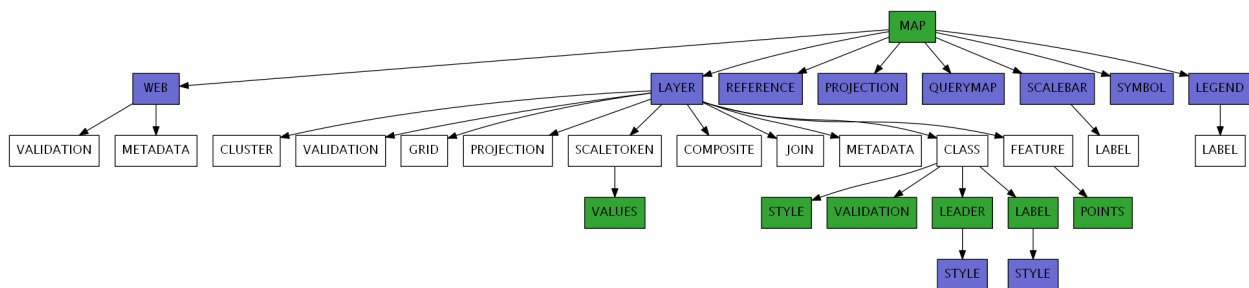 MAP
WEB
LAYER
REFERENCE
PROJECTION
QUERYMAP
SCALEBAR
SYMBOL
LEGEND
VALIDATION
METADATA
CLUSTER
VALIDATION
GRID
PROJECTION
SCALETOKEN
COMPOSITE
JOIN
METADATA
CLASS
FEATURE
LABEL
LABEL
VALUES
STYLE
VALIDATION
LEADER
LABEL
POINTS
STYLE
STYLE